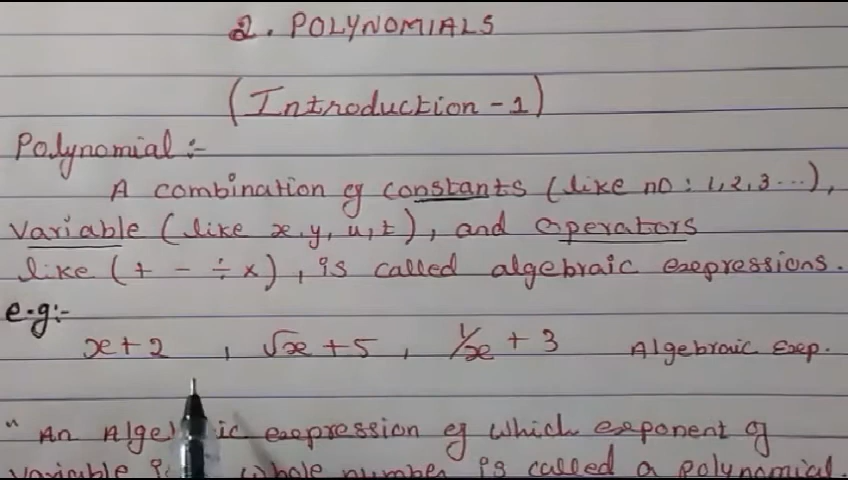 2. POLYNOMIALS
(Introduction - 1)
Polynomial :-
A combination of constants (like no : 1, 2, 3 ...),
Variable (like x, y, u, t), and operators
like (+ - ÷ ×), is called algebraic expressions.
e.g:-
x + 2 , √x + 5 , 1/x + 3 Algebraic Exp.
" An Algebraic expression of which exponent of
variable whole number is called a polynomial.